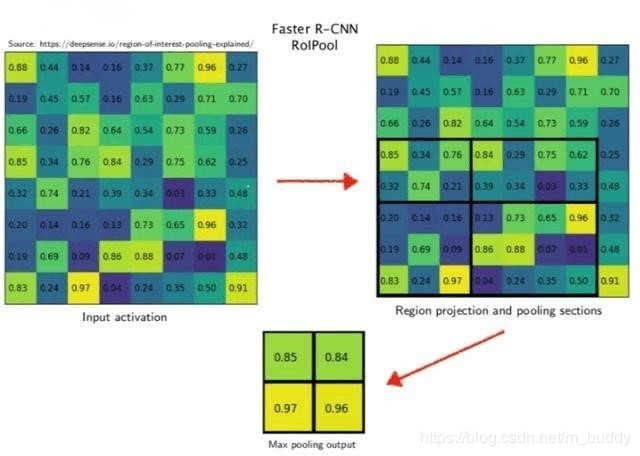 Faster R-CNN
RoIPool
Source: https://deepsense.io/region-of-interest-pooling-explained/
0.88 0.44 0.14 0.16 0.37 0.77 0.96 0.27
0.19 0.45 0.57 0.16 0.63 0.29 0.71 0.70
0.66 0.26 0.82 0.64 0.54 0.73 0.59 0.26
0.85 0.34 0.76 0.84 0.29 0.75 0.62 0.25
0.32 0.74 0.21 0.39 0.34 0.03 0.33 0.48
0.20 0.14 0.16 0.13 0.73 0.65 0.96 0.32
0.19 0.69 0.09 0.86 0.88 0.07 0.01 0.48
0.83 0.24 0.97 0.04 0.24 0.35 0.50 0.91
Input activation
0.88 0.44 0.14 0.16 0.37 0.77 0.96 0.27
0.19 0.45 0.57 0.16 0.63 0.29 0.71 0.70
0.66 0.26 0.82 0.64 0.54 0.73 0.59 0.26
0.85 0.34 0.76 0.84 0.29 0.75 0.62 0.25
0.32 0.74 0.21 0.39 0.34 0.03 0.33 0.48
0.20 0.14 0.16 0.13 0.73 0.65 0.96 0.32
0.19 0.69 0.09 0.86 0.88 0.07 0.01 0.48
0.83 0.24 0.97 0.04 0.24 0.35 0.50 0.91
Region projection and pooling sections
0.85 0.84
0.97 0.96
Max pooling output
https://blog.csdn.net/m_buddy